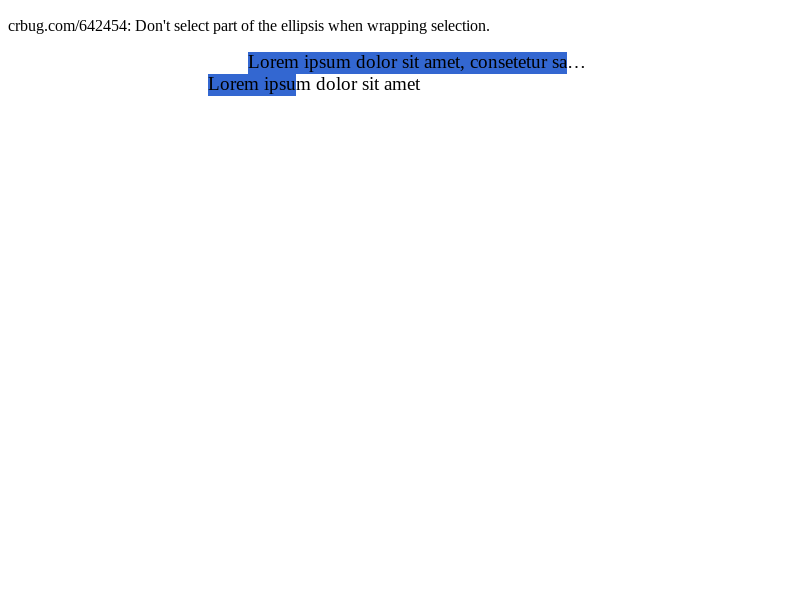 crbug.com/642454: Don't select part of the ellipsis when wrapping selection.
Lorem ipsum dolor sit amet, consetetur sa…
Lorem ipsum dolor sit amet